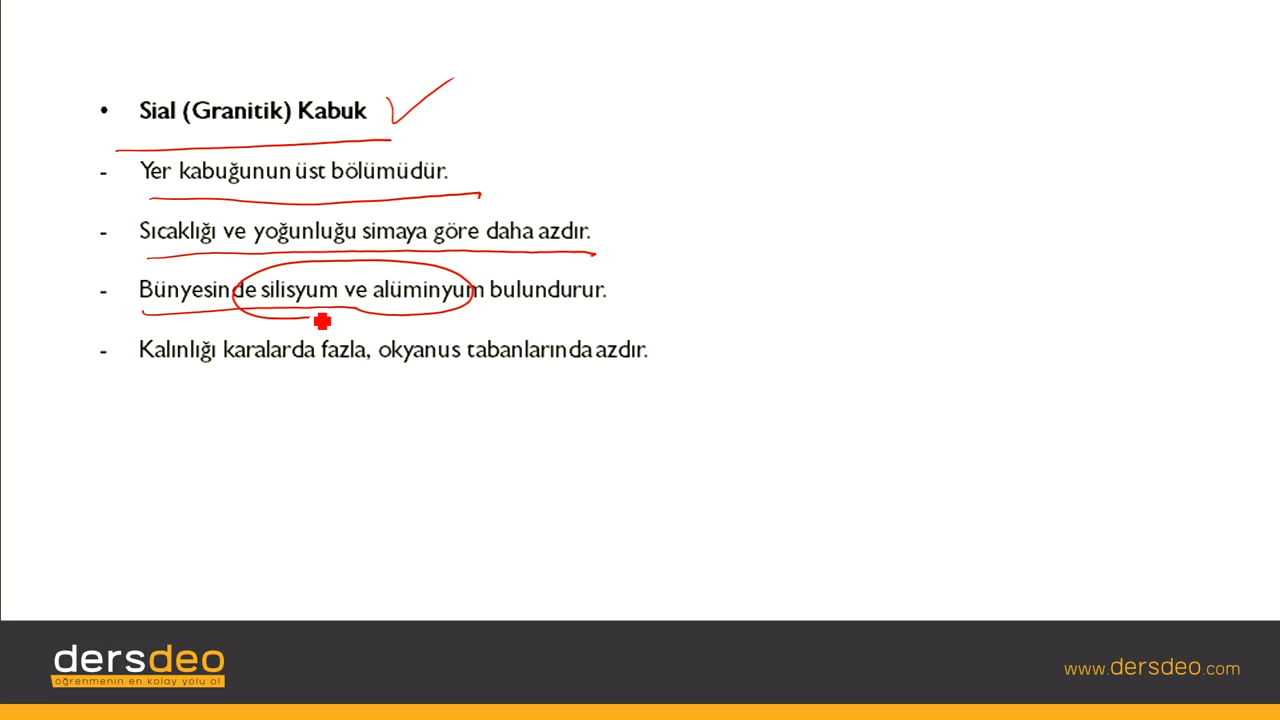 • Sial (Granitik) Kabuk
- Yer kabuğunun üst bölümüdür.
- Sıcaklığı ve yoğunluğu simaya göre daha azdır.
- Bünyesinde silisyum ve alüminyum bulundurur.
- Kalınlığı karalarda fazla, okyanus tabanlarında azdır.
dersdeo
öğrenmenin en kolay yolu o!
www.dersdeo.com